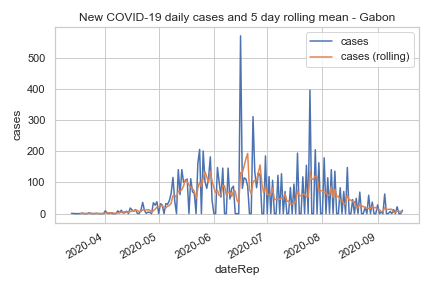 New COVID-19 daily cases and 5 day rolling mean - Gabon
cases
cases (rolling)
500
400
300
200
100
0
cases
2020-04
2020-05
2020-06
2020-07
2020-08
2020-09
dateRep